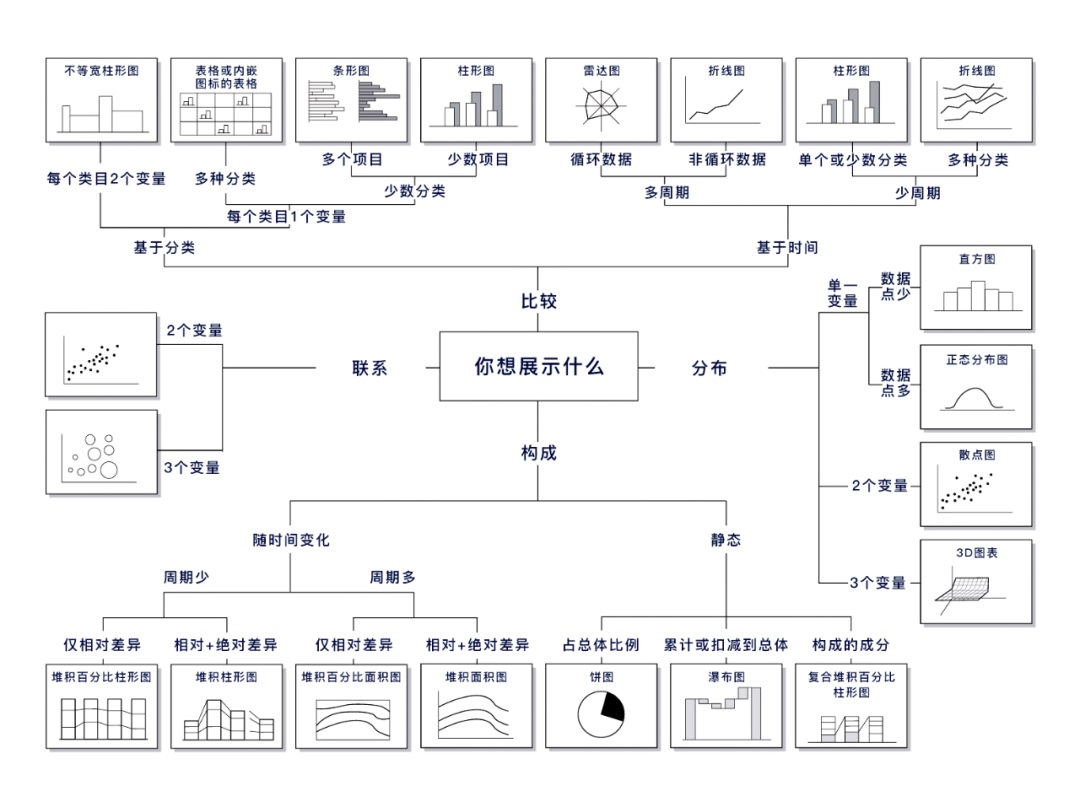 不等宽柱形图
表格或内嵌
图标的表格
条形图
柱形图
雷达图
折线图
柱形图
折线图
多个项目
少数项目
循环数据
非循环数据
单个或少数分类
多种分类
每个类目2个变量
多种分类
少数分类
多周期
少周期
每个类目1个变量
基于分类
基于时间
比较
单一
变量
数据
点少
直方图
2个变量
联系
你想展示什么
分布
数据
点多
正态分布图
3个变量
构成
2个变量
散点图
随时间变化
静态
3个变量
3D图表
周期少
周期多
仅相对差异
相对+绝对差异
仅相对差异
相对+绝对差异
占总体比例
累计或扣减到总体
构成的成分
堆积百分比柱形图
堆积柱形图
堆积百分比面积图
堆积面积图
饼图
瀑布图
复合堆积百分比
柱形图